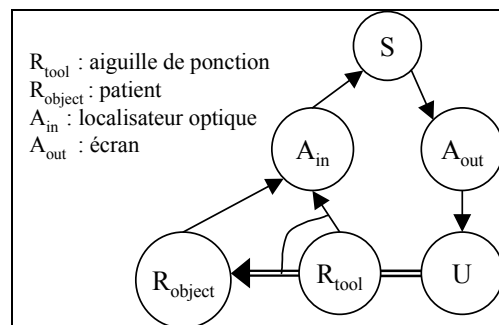 R_tool : aiguille de ponction
R_object : patient
A_in : localisateur optique
A_out : écran
S
A_in
A_out
R_object
R_tool
U